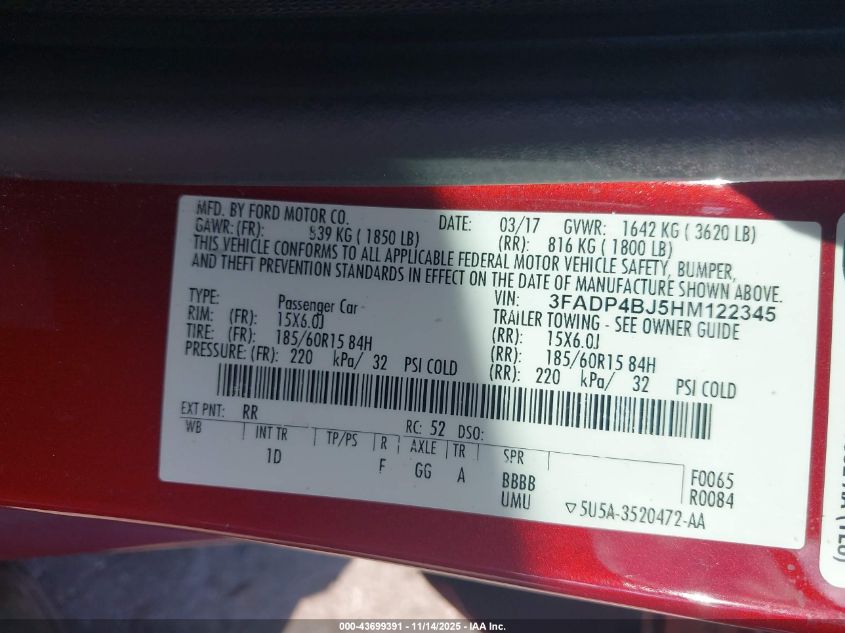 MFD. BY FORD MOTOR CO.
DATE: 03/17 GVWR: 1642 KG ( 3620 LB)
GAWR: (FR): 839 KG ( 1850 LB) (RR): 816 KG ( 1800 LB)
THIS VEHICLE CONFORMS TO ALL APPLICABLE FEDERAL MOTOR VEHICLE SAFETY, BUMPER,
AND THEFT PREVENTION STANDARDS IN EFFECT ON THE DATE OF MANUFACTURE SHOWN ABOVE.
VIN: 3FADP4BJ5HM122345
TYPE: Passenger Car TRAILER TOWING - SEE OWNER GUIDE
RIM: (FR): 15X6.0J (RR): 15X6.0J
TIRE: (FR): 185/60R15 84H (RR): 185/60R15 84H
PRESSURE: (FR): 220 kPa/ 32 PSI COLD (RR): 220 kPa/ 32 PSI COLD
EXT PNT: RR RC: 52 DSO:
WB INT TR TP/PS R AXLE TR SPR
1D F GG A BBBB F0065
UMU R0084
5U5A-3520472-AA
000-43699391 - 11/14/2025 - IAA Inc.